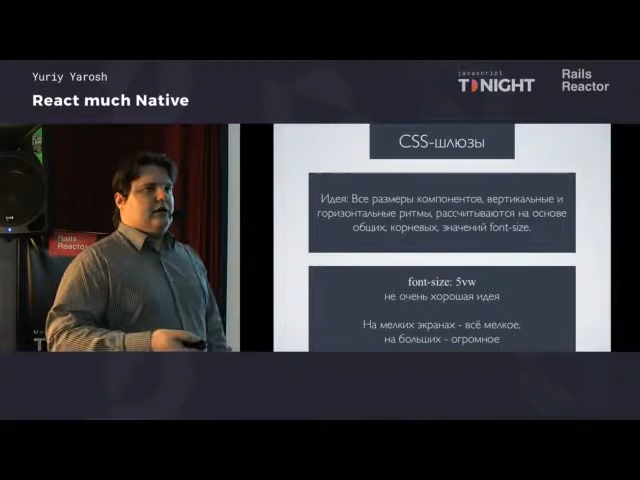 Yuriy Yarosh
React much Native
javascript
TONIGHT
Rails
Reactor
CSS-шлюзы
Идея: Все размеры компонентов, вертикальные и
горизонтальные ритмы, рассчитываются на основе
общих, корневых, значений font-size.
font-size: 5vw
не очень хорошая идея
На мелких экранах - всё мелкое,
на больших - огромное
Rails
Reactor